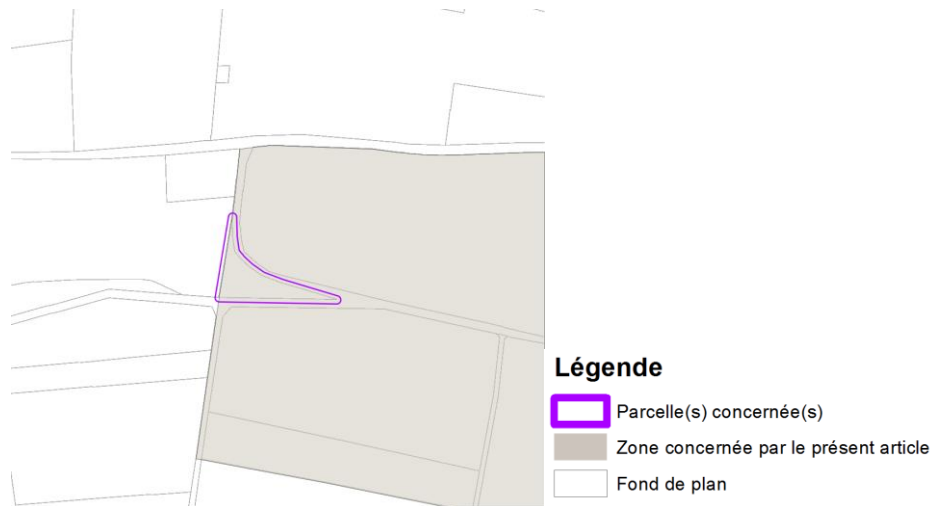 Légende
Parcelle(s) concernée(s)
Zone concernée par le présent article
Fond de plan